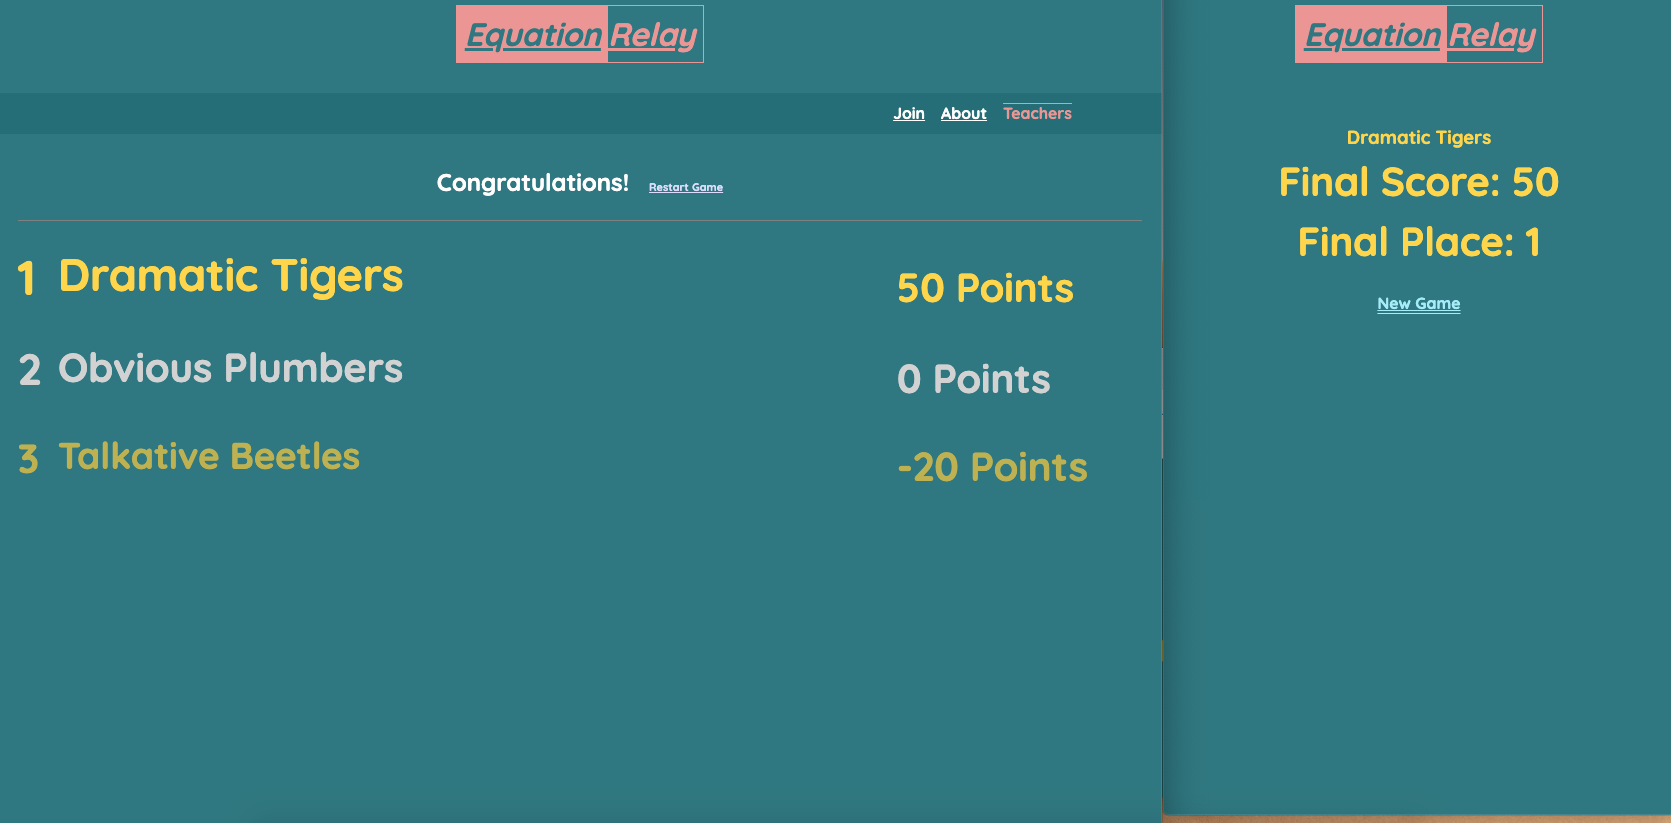 Equation Relay
Join About Teachers
Congratulations! Restart Game
1 Dramatic Tigers 50 Points
2 Obvious Plumbers 0 Points
3 Talkative Beetles -20 Points
Equation Relay
Dramatic Tigers
Final Score: 50
Final Place: 1
New Game